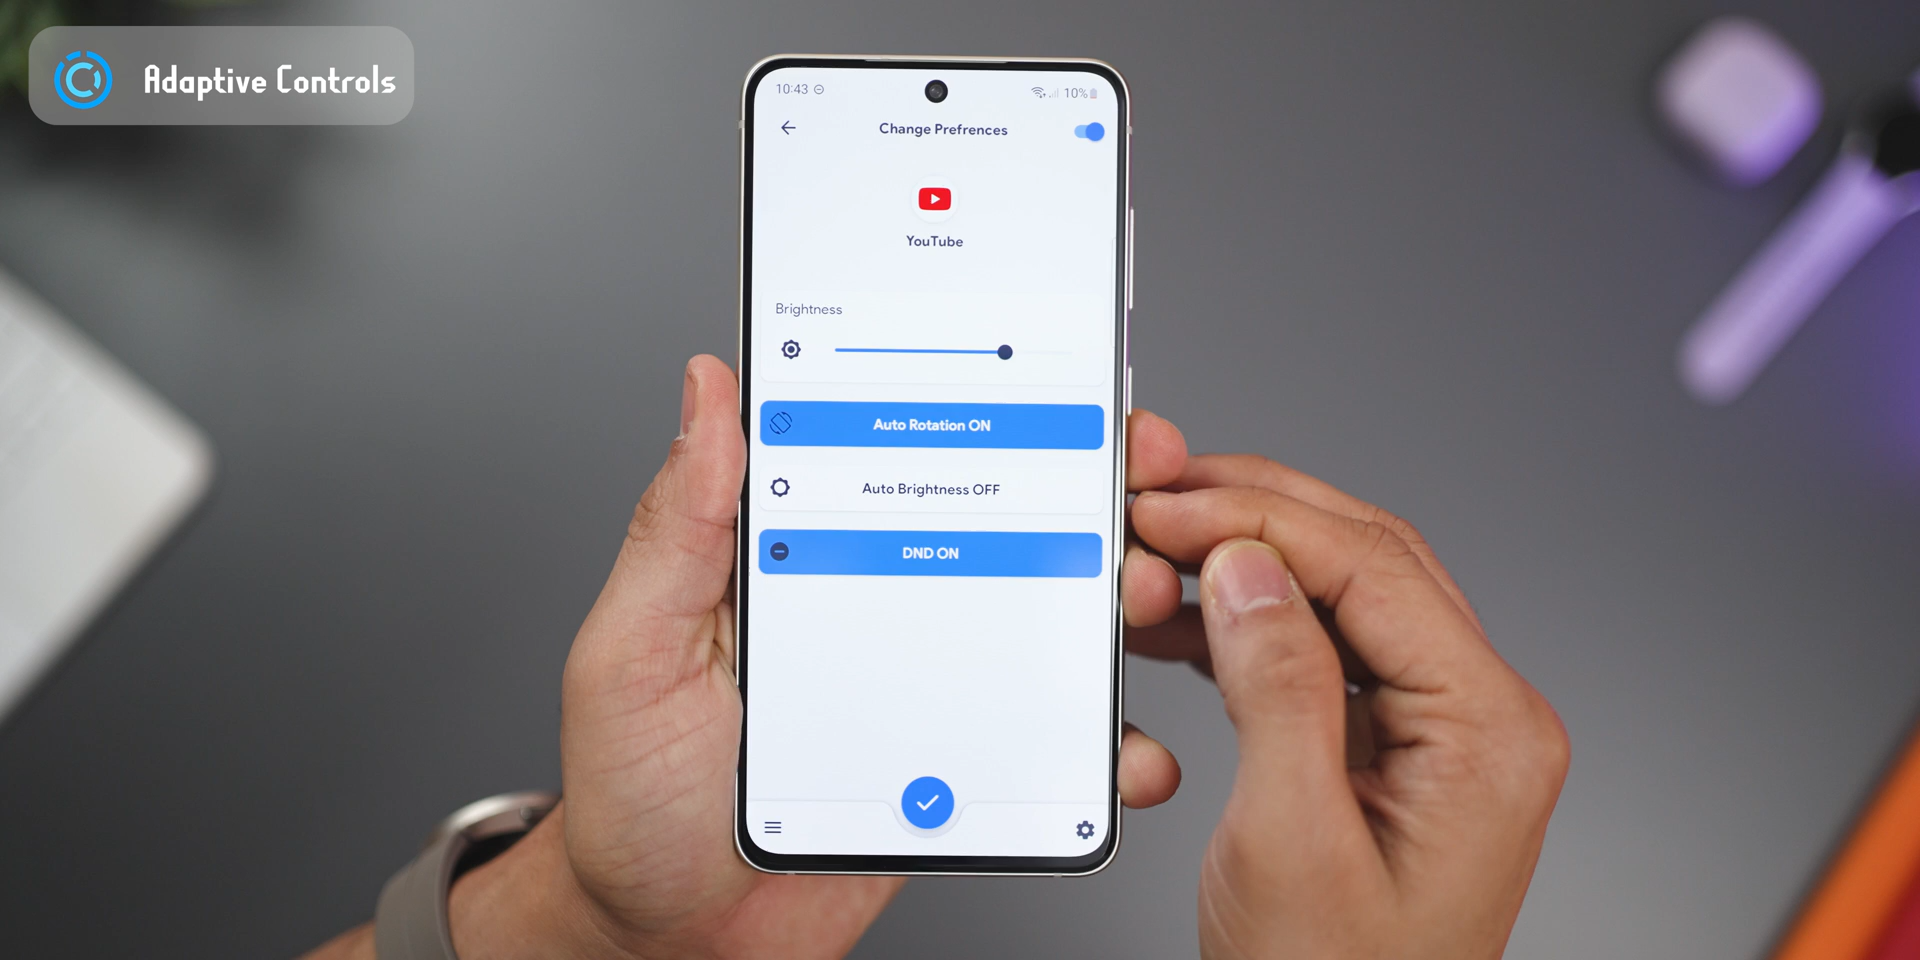 Adaptive Controls
10:43
10%
Change Prefrences
YouTube
Brightness
Auto Rotation ON
Auto Brightness OFF
DND ON